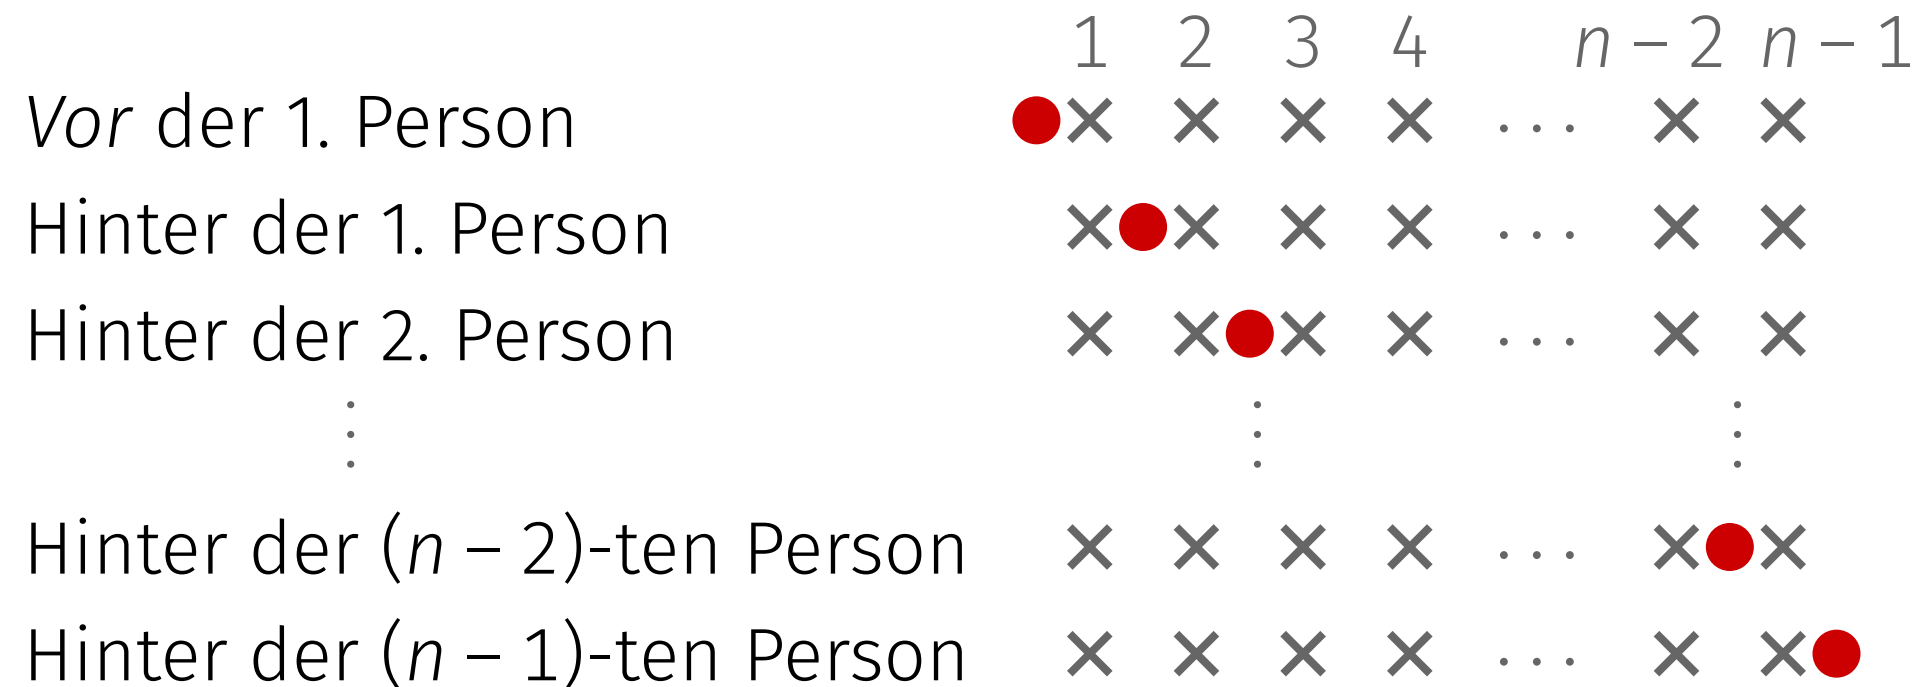 1 2 3 4 n – 2 n – 1
Vor der 1. Person × × × × ... × ×
Hinter der 1. Person × × × × ... × ×
Hinter der 2. Person × × × × ... × ×
⋮ ⋮ ⋮
Hinter der (n – 2)-ten Person × × × × ... × ×
Hinter der (n – 1)-ten Person × × × × ... × ×